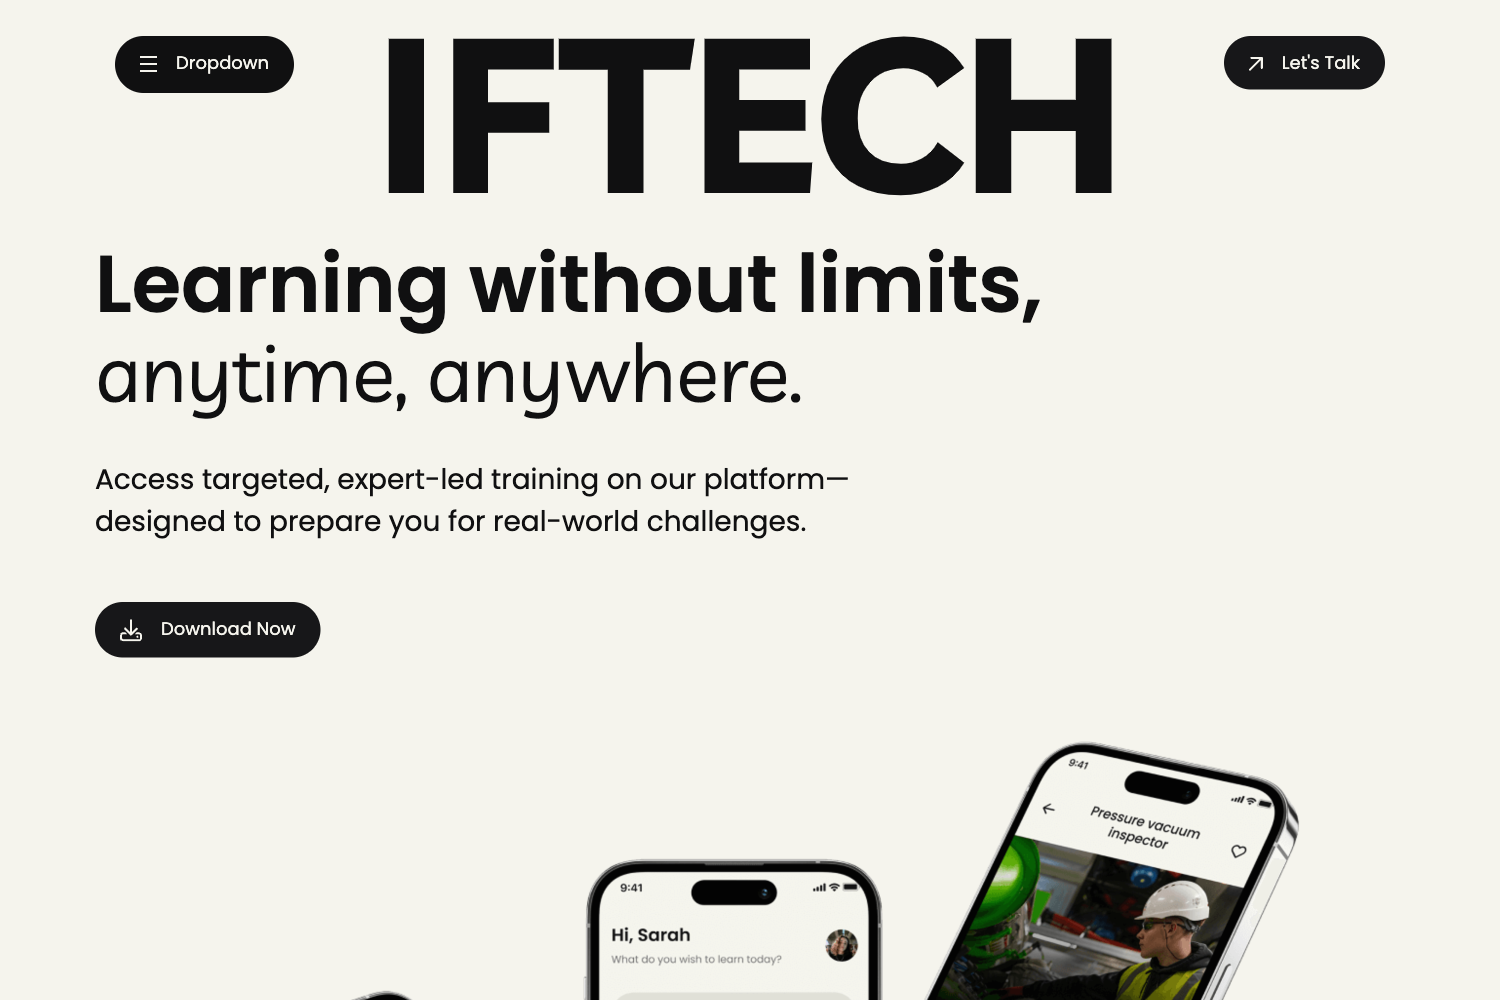 Dropdown
IFTECH
Let's Talk
Learning without limits,
anytime, anywhere.
Access targeted, expert-led training on our platform—
designed to prepare you for real-world challenges.
Download Now
9:41
Pressure vacuum
inspector
9:41
Hi, Sarah
What do you wish to learn today?